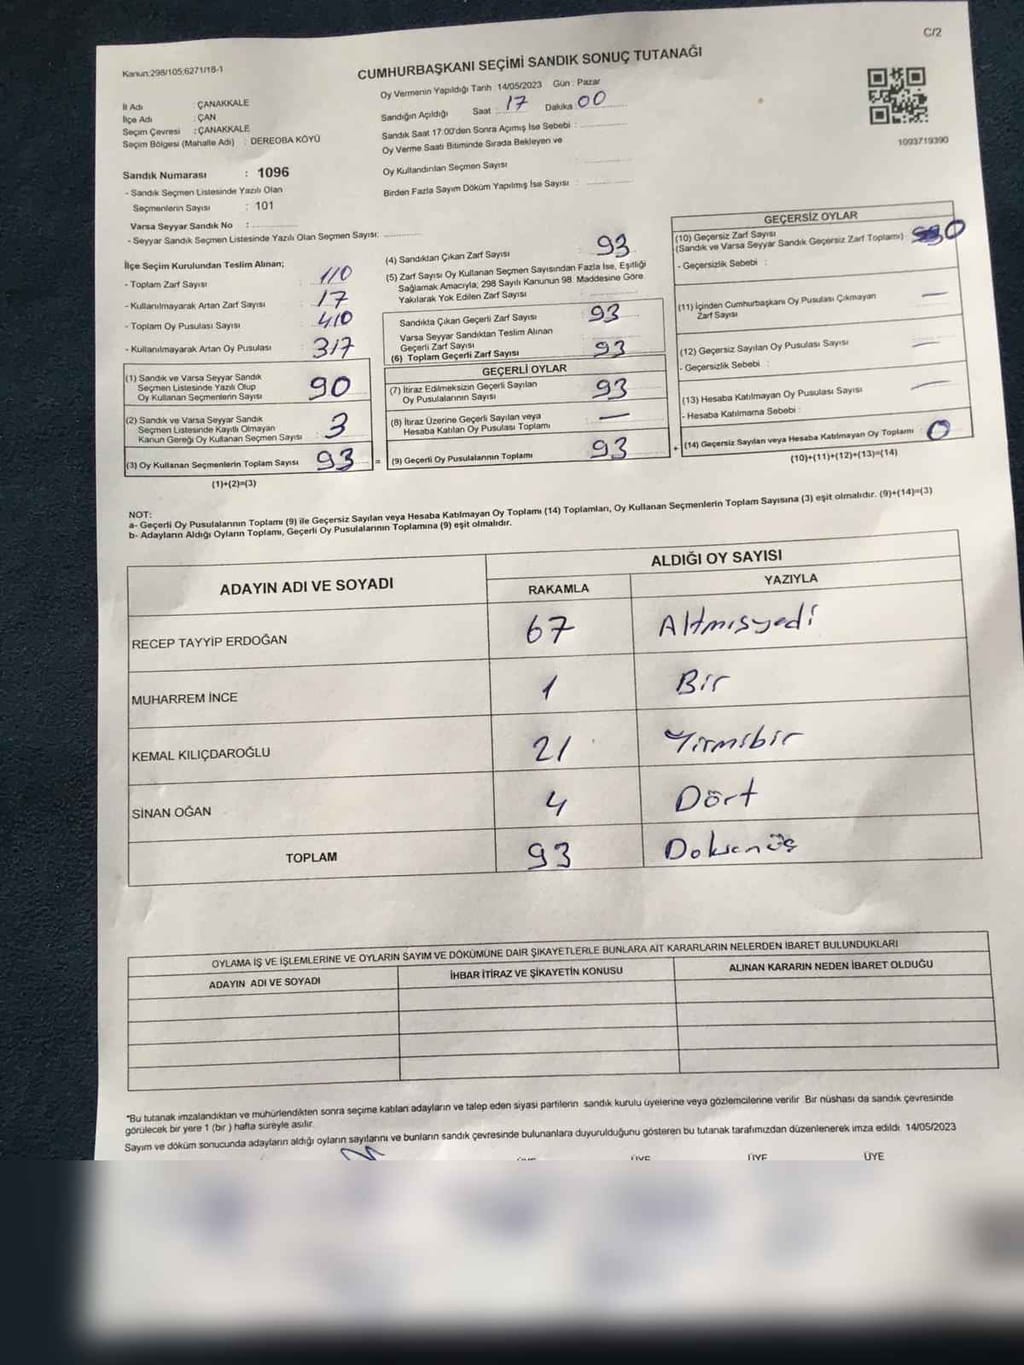 C/2
Kanun:298/105;6271/18-1
CUMHURBAŞKANI SEÇİMİ SANDIK SONUÇ TUTANAĞI
İl Adı : ÇANAKKALE
İlçe Adı : ÇAN
Seçim Çevresi : ÇANAKKALE
Seçim Bölgesi (Mahalle Adı) : DEREOBA KÖYÜ
Oy Vermenin Yapıldığı Tarih 14/05/2023 Gün : Pazar
Sandığın Açıldığı Saat : 17 Dakika 00
Sandık Saat 17:00'den Sonra Açımış İse Sebebi :
Oy Verme Saati Bitiminde Sırada Bekleyen ve
Oy Kullandırılan Seçmen Sayısı
Birden Fazla Sayım Döküm Yapılmış İse Sayısı :
1093719390
Sandık Numarası : 1096
- Sandık Seçmen Listesinde Yazılı Olan
Seçmenlerin Sayısı : 101
Varsa Seyyar Sandık No :
- Seyyar Sandık Seçmen Listesinde Yazılı Olan Seçmen Sayısı:
İlçe Seçim Kurulundan Teslim Alınan;
- Toplam Zarf Sayısı : 110
- Kullanılmayarak Artan Zarf Sayısı : 17
- Toplam Oy Pusulası Sayısı : 410
- Kullanılmayarak Artan Oy Pusulası : 317
(1) Sandık ve Varsa Seyyar Sandık
Seçmen Listesinde Yazılı Olup
Oy Kullanan Seçmenlerin Sayısı : 90
(2) Sandık ve Varsa Seyyar Sandık
Seçmen Listesinde Kayıtlı Olmayan
Kanun Gereği Oy Kullanan Seçmen Sayısı : 3
(3) Oy Kullanan Seçmenlerin Toplam Sayısı : 93 =
(1)+(2)=(3)
(4) Sandıktan Çıkan Zarf Sayısı : 93
(5) Zarf Sayısı Oy Kullanan Seçmen Sayısından Fazla İse, Eşitliği
Sağlamak Amacıyla; 298 Sayılı Kanunun 98. Maddesine Göre
Yakılarak Yok Edilen Zarf Sayısı :
Sandıkta Çıkan Geçerli Zarf Sayısı : 93
Varsa Seyyar Sandıktan Teslim Alınan
Geçerli Zarf Sayısı
(6) Toplam Geçerli Zarf Sayısı : 93
GEÇERLİ OYLAR
(7) İtiraz Edilmeksizin Geçerli Sayılan
Oy Pusulalarının Sayısı : 93
(8) İtiraz Üzerine Geçerli Sayılan veya
Hesaba Katılan Oy Pusulası Toplamı : —
(9) Geçerli Oy Pusulalarının Toplamı : 93 +
GEÇERSİZ OYLAR
(10) Geçersiz Zarf Sayısı
(Sandık ve Varsa Seyyar Sandık Geçersiz Zarf Toplamı) : 0
- Geçersizlik Sebebi :
(11) İçinden Cumhurbaşkanı Oy Pusulası Çıkmayan
Zarf Sayısı : —
(12) Geçersiz Sayılan Oy Pusulası Sayısı : —
- Geçersizlik Sebebi :
(13) Hesaba Katılmayan Oy Pusulası Sayısı : —
- Hesaba Katılmama Sebebi :
(14) Geçersiz Sayılan veya Hesaba Katılmayan Oy Toplamı : 0
(10)+(11)+(12)+(13)=(14)
NOT:
a- Geçerli Oy Pusulalarının Toplamı (9) ile Geçersiz Sayılan veya Hesaba Katılmayan Oy Toplamı (14) Toplamları, Oy Kullanan Seçmenlerin Toplam Sayısına (3) eşit olmalıdır. (9)+(14)=(3)
b- Adayların Aldığı Oyların Toplamı, Geçerli Oy Pusulalarının Toplamına (9) eşit olmalıdır.
ADAYIN ADI VE SOYADI
ALDIĞI OY SAYISI
RAKAMLA YAZIYLA
RECEP TAYYİP ERDOĞAN 67 Altmışyedi
MUHARREM İNCE 1 Bir
KEMAL KILIÇDAROĞLU 21 Yirmibir
SİNAN OĞAN 4 Dört
TOPLAM 93 Doksanüç
OYLAMA İŞ VE İŞLEMLERİNE VE OYLARIN SAYIM VE DÖKÜMÜNE DAİR ŞİKAYETLERLE BUNLARA AİT KARARLARIN NELERDEN İBARET BULUNDUKLARI
ADAYIN ADI VE SOYADI İHBAR İTİRAZ VE ŞİKAYETİN KONUSU ALINAN KARARIN NEDEN İBARET OLDUĞU
"Bu tutanak imzalandıktan ve mühürlendikten sonra seçime katılan adayların ve talep eden siyasi partilerin sandık kurulu üyelerine veya gözlemcilerine verilir. Bir nüshası da sandık çevresinde
görülecek bir yere 1 (bir) hafta süreyle asılır.
Sayım ve döküm sonucunda adayların aldığı oyların sayılarını ve bunların sandık çevresinde bulunanlara duyurulduğunu gösteren bu tutanak tarafımızdan düzenlenerek imza edildi. 14/05/2023
ÜYE ÜYE ÜYE